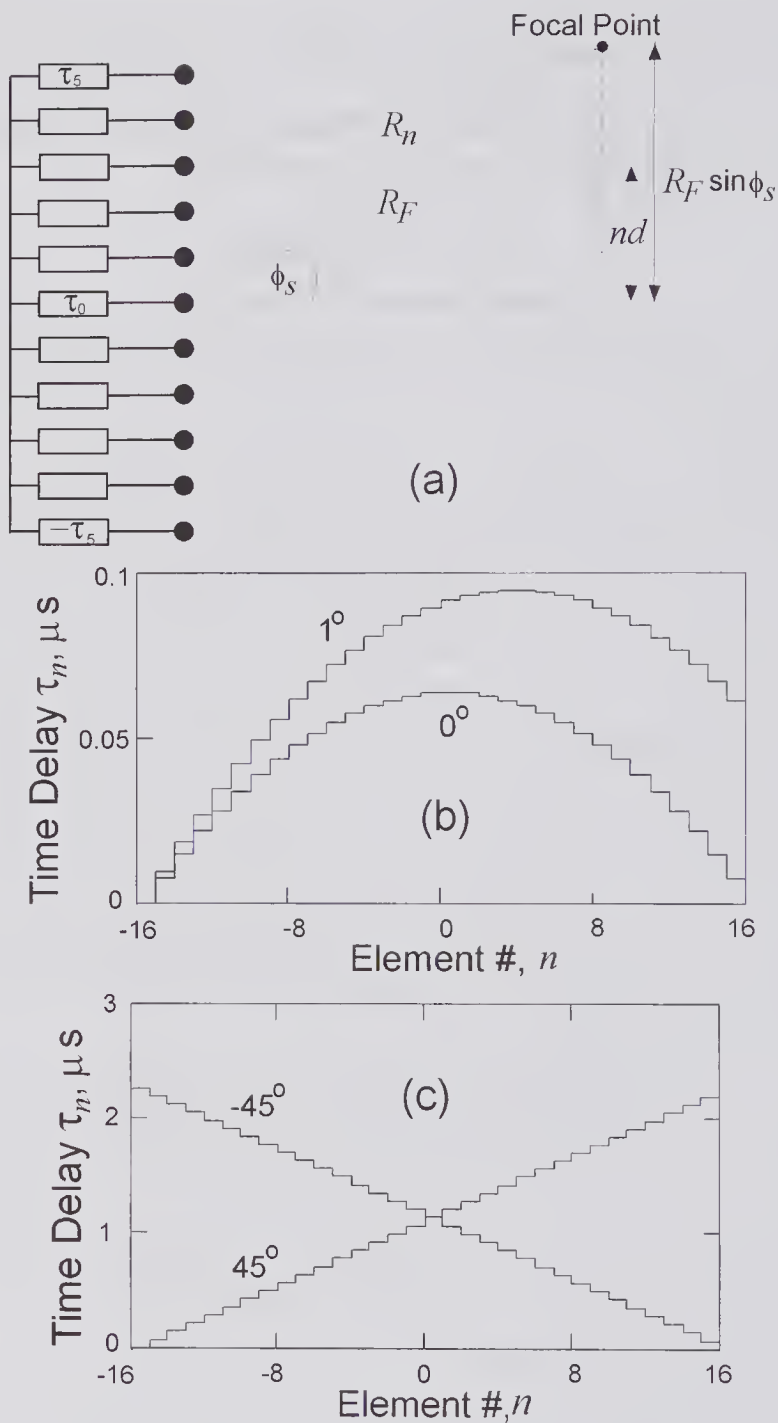 Focal Point
τ₅
Rₙ
R_F
R_F sin ϕₛ
nd
ϕₛ
τ₀
−τ₅
(a)
0.1
0.05
0
Time Delay τₙ, μs
1°
0°
(b)
-16
-8
0
8
16
Element #, n
3
2
1
0
Time Delay τₙ, μs
-45°
45°
(c)
-16
-8
0
8
16
Element #,n